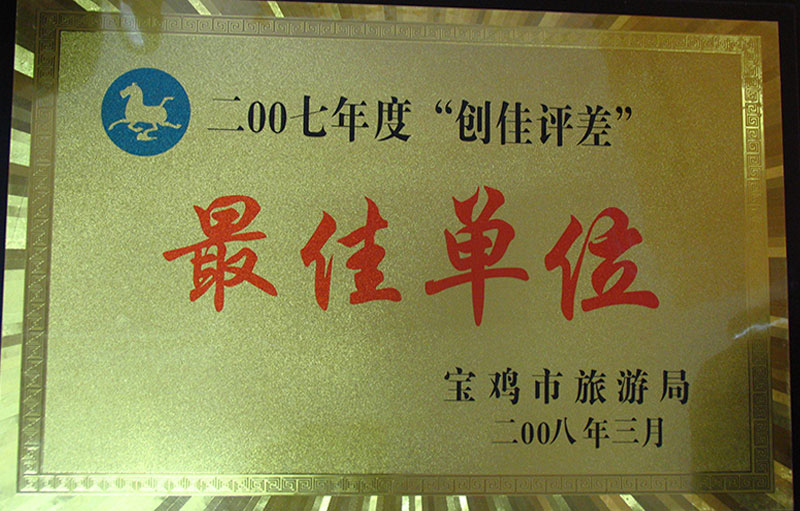 二00七年度“创佳评差”
最佳单位
宝鸡市旅游局
二00八年三月